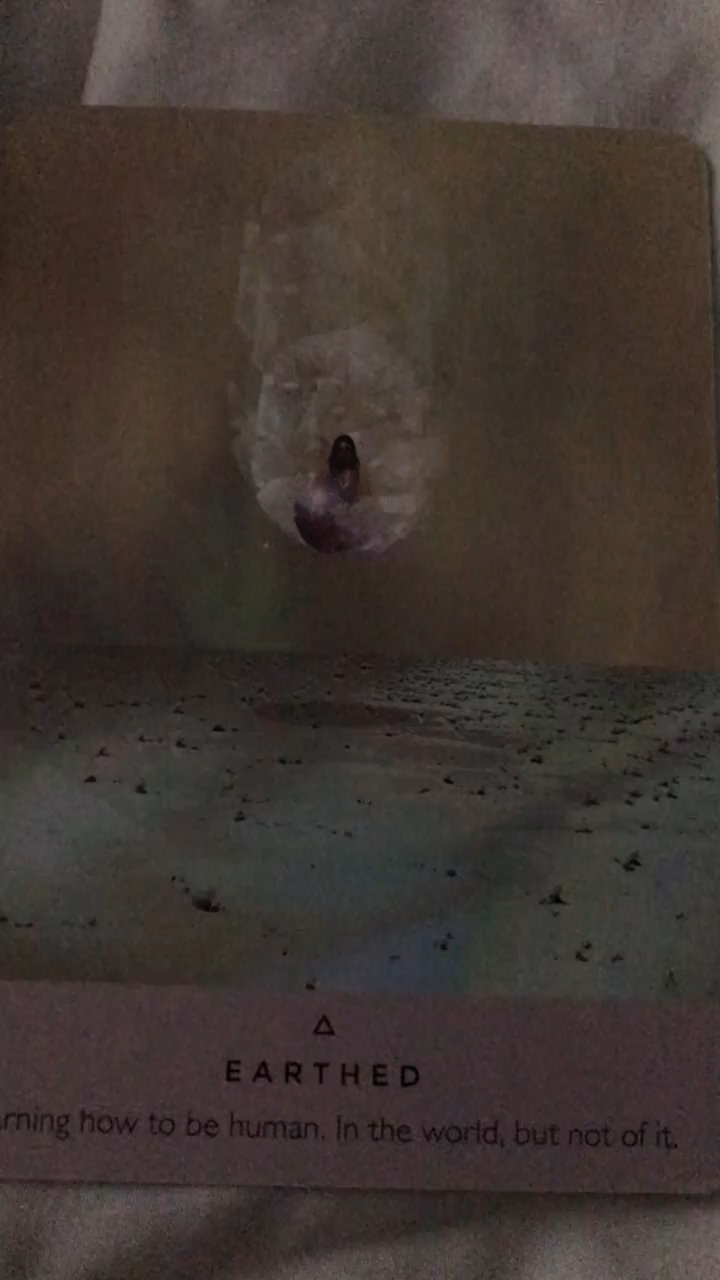 EARTHED
rning how to be human. In the world, but not of it.